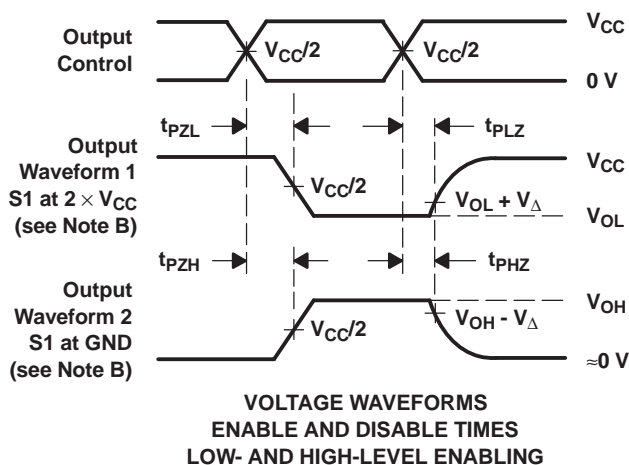 Output
Control
V_CC/2
V_CC/2
V_CC
0 V
t_PZL
t_PLZ
Output
Waveform 1
S1 at 2 × V_CC
(see Note B)
V_CC/2
V_OL + V_Δ
V_CC
V_OL
t_PZH
t_PHZ
Output
Waveform 2
S1 at GND
(see Note B)
V_CC/2
V_OH - V_Δ
V_OH
≈0 V
VOLTAGE WAVEFORMS
ENABLE AND DISABLE TIMES
LOW- AND HIGH-LEVEL ENABLING